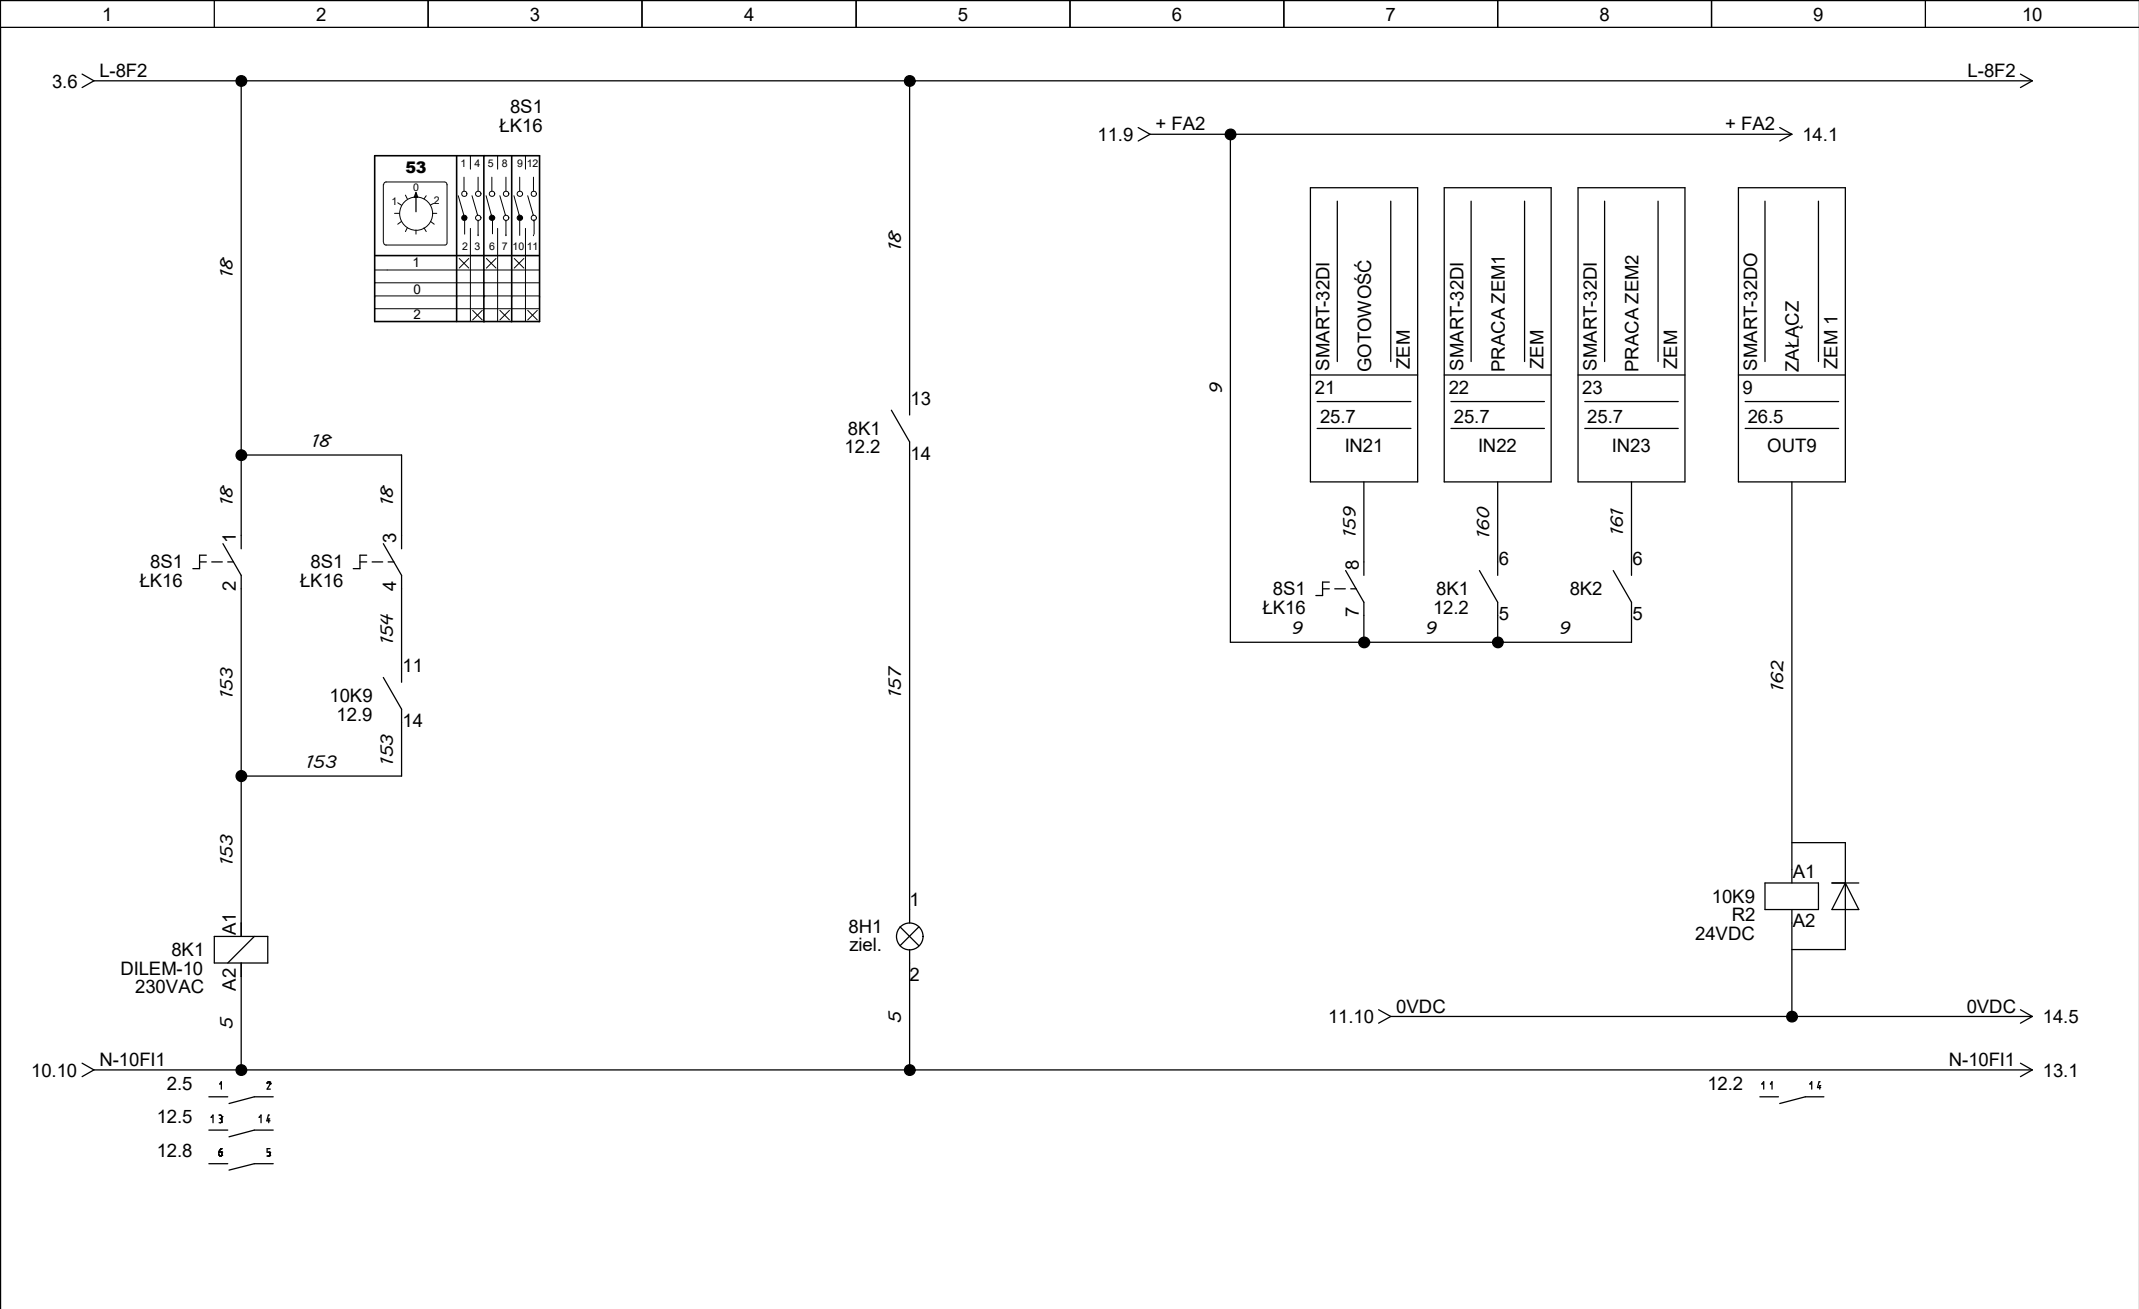 1 2 3 4 5 6 7 8 9 10
3.6 L-8F2 L-8F2
8S1
ŁK16
11.9 + FA2 + FA2 14.1
53
0
1 2
1 4 5 8 9 12
2 3 6 7 10 11
1
0
2
18
18
9
SMART-32DI
GOTOWOŚĆ
ZEM
21
25.7
IN21
SMART-32DI
PRACA ZEM1
ZEM
22
25.7
IN22
SMART-32DI
PRACA ZEM2
ZEM
23
25.7
IN23
SMART-32DO
ZAŁĄCZ
ZEM 1
9
26.5
OUT9
18
18
18
1
8S1
ŁK16
2
3
8S1
ŁK16
4
154
11
10K9
12.9
14
153
153
153
153
A1
8K1
DILEM-10
230VAC
A2
5
13
8K1
12.2
14
157
1
8H1
ziel.
2
5
159
8
8S1
ŁK16
7
160
6
8K1
12.2
5
161
6
8K2
5
9 9 9
162
A1
10K9
R2
24VDC
A2
11.10 0VDC 0VDC 14.5
10.10 N-10FI1 N-10FI1 13.1
2.5 1 2
12.5 13 14
12.8 6 5
12.2 11 14